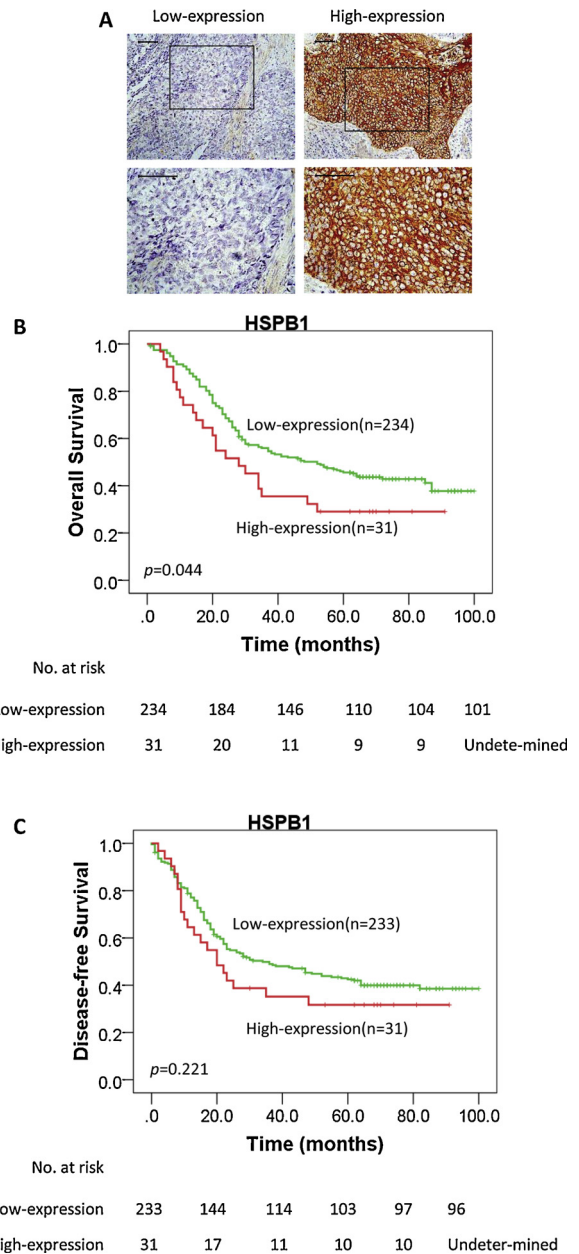 A
Low-expression
High-expression
B
HSPB1
Overall Survival
1.0
0.8
0.6
0.4
0.2
0.0
Low-expression(n=234)
High-expression(n=31)
p=0.044
.0 20.0 40.0 60.0 80.0 100.0
Time (months)
No. at risk
ow-expression 234 184 146 110 104 101
igh-expression 31 20 11 9 9 Undete-mined
C
HSPB1
Disease-free Survival
1.0
0.8
0.6
0.4
0.2
0.0
Low-expression(n=233)
High-expression(n=31)
p=0.221
.0 20.0 40.0 60.0 80.0 100.0
Time (months)
No. at risk
ow-expression 233 144 114 103 97 96
igh-expression 31 17 11 10 10 Undeter-mined